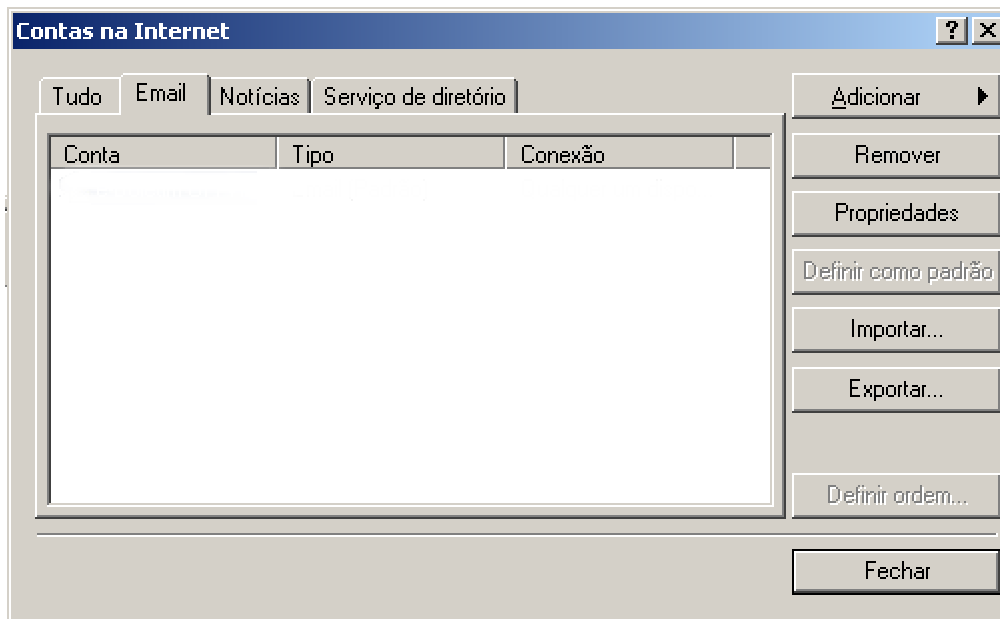 Contas na Internet
Tudo Email Notícias Serviço de diretório
Conta Tipo Conexão
Adicionar
Remover
Propriedades
Definir como padrão
Importar...
Exportar...
Definir ordem...
Fechar